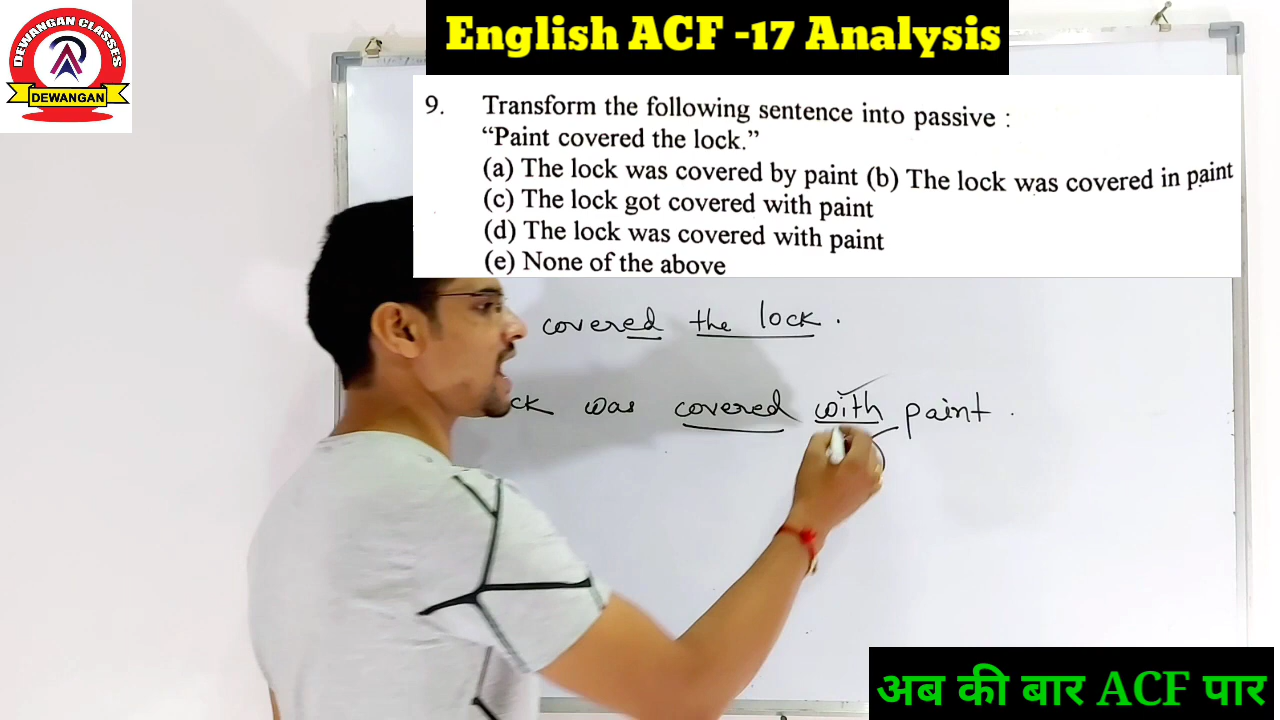 DEWANGAN CLASSES
DEWANGAN
English ACF -17 Analysis
9. Transform the following sentence into passive :
“Paint covered the lock.”
(a) The lock was covered by paint (b) The lock was covered in paint
(c) The lock got covered with paint
(d) The lock was covered with paint
(e) None of the above
covered the lock.
ck was covered with paint.
अब की बार ACF पार